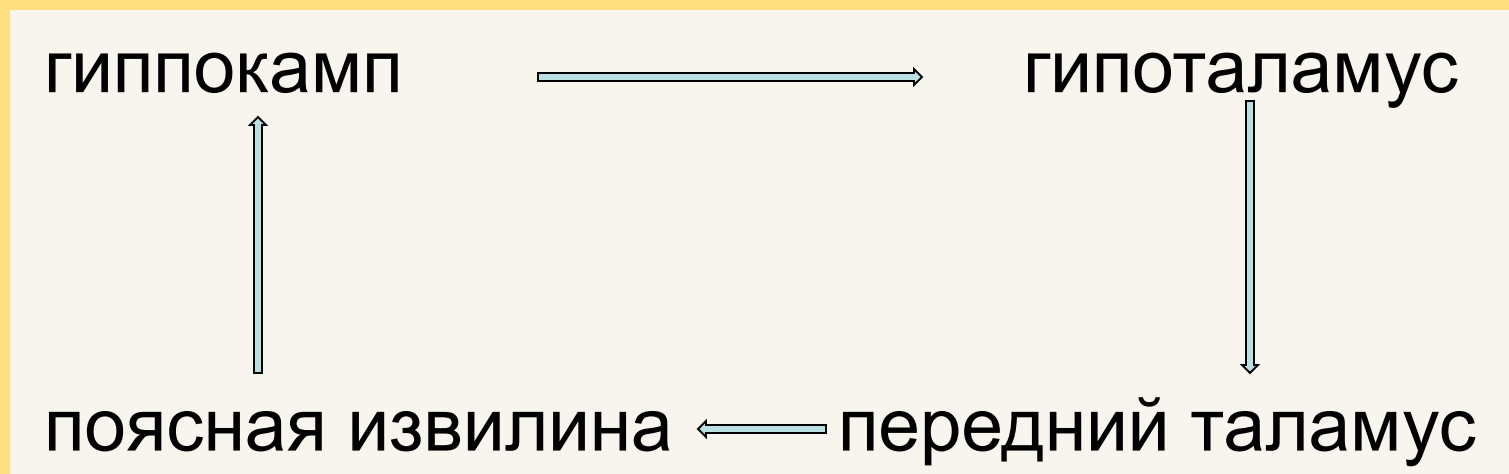 гиппокамп гипоталамус
поясная извилина передний таламус